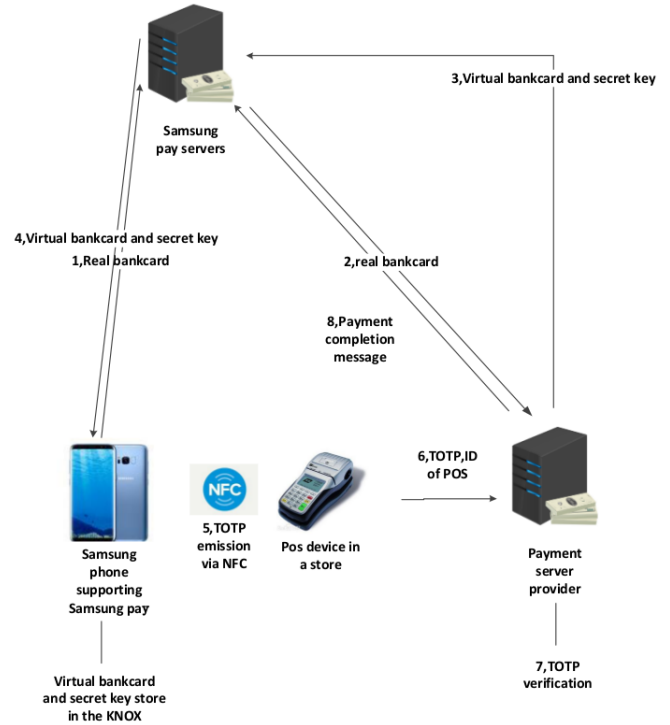 3,Virtual bankcard and secret key
Samsung
pay servers
4,Virtual bankcard and secret key
1,Real bankcard
2,real bankcard
8,Payment
completion
message
NFC
6,TOTP,ID
of POS
5,TOTP
emission
via NFC
Pos device in
a store
Samsung
phone
supporting
Samsung pay
Payment
server
provider
Virtual bankcard
and secret key store
in the KNOX
7,TOTP
verification